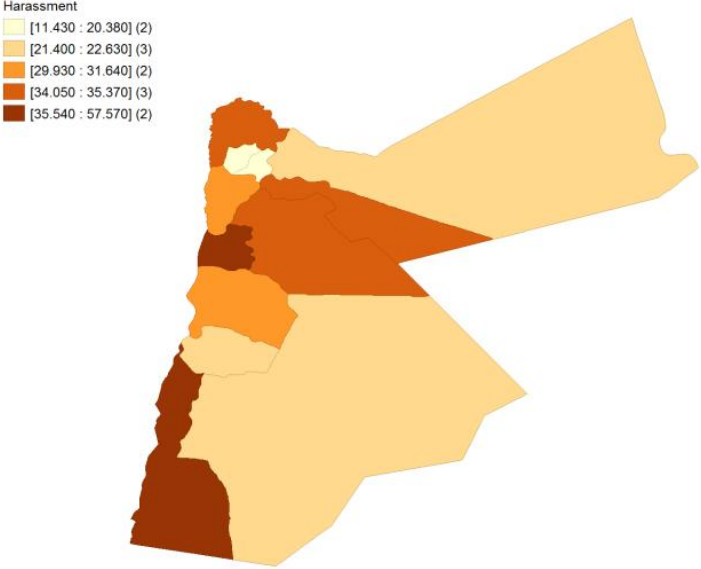 Harassment
[11.430 : 20.380] (2)
[21.400 : 22.630] (3)
[29.930 : 31.640] (2)
[34.050 : 35.370] (3)
[35.540 : 57.570] (2)